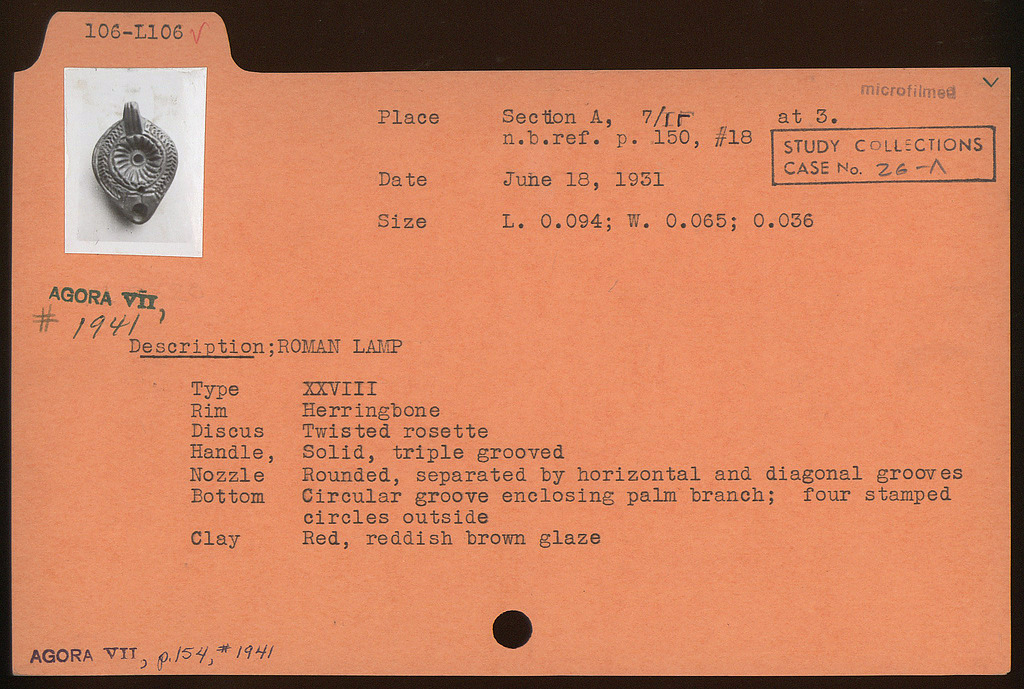 106-L106 √
microfilmed
Place Section A, 7/ΙΓ at 3.
n.b.ref. p. 150, #18
STUDY COLLECTIONS
CASE No. 26-Λ
Date June 18, 1931
Size L. 0.094; W. 0.065; 0.036
AGORA VII,
# 1941
Description;ROMAN LAMP
Type XXVIII
Rim Herringbone
Discus Twisted rosette
Handle, Solid, triple grooved
Nozzle Rounded, separated by horizontal and diagonal grooves
Bottom Circular groove enclosing palm branch; four stamped
circles outside
Clay Red, reddish brown glaze
AGORA VII, p.154, #1941